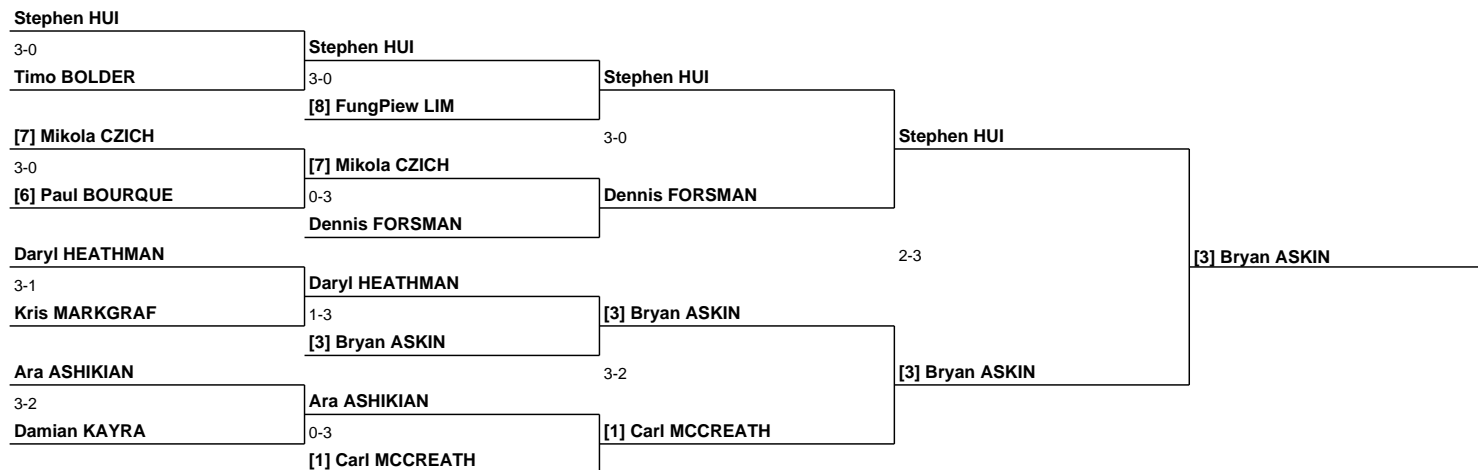 Stephen HUI
3-0
Timo BOLDER
Stephen HUI
3-0
[8] FungPiew LIM
Stephen HUI
[7] Mikola CZICH
3-0
[6] Paul BOURQUE
[7] Mikola CZICH
0-3
Dennis FORSMAN
3-0
Dennis FORSMAN
Stephen HUI
Daryl HEATHMAN
3-1
Kris MARKGRAF
Daryl HEATHMAN
1-3
[3] Bryan ASKIN
[3] Bryan ASKIN
Ara ASHIKIAN
3-2
Damian KAYRA
Ara ASHIKIAN
0-3
[1] Carl MCCREATH
3-2
[1] Carl MCCREATH
2-3
[3] Bryan ASKIN
[3] Bryan ASKIN